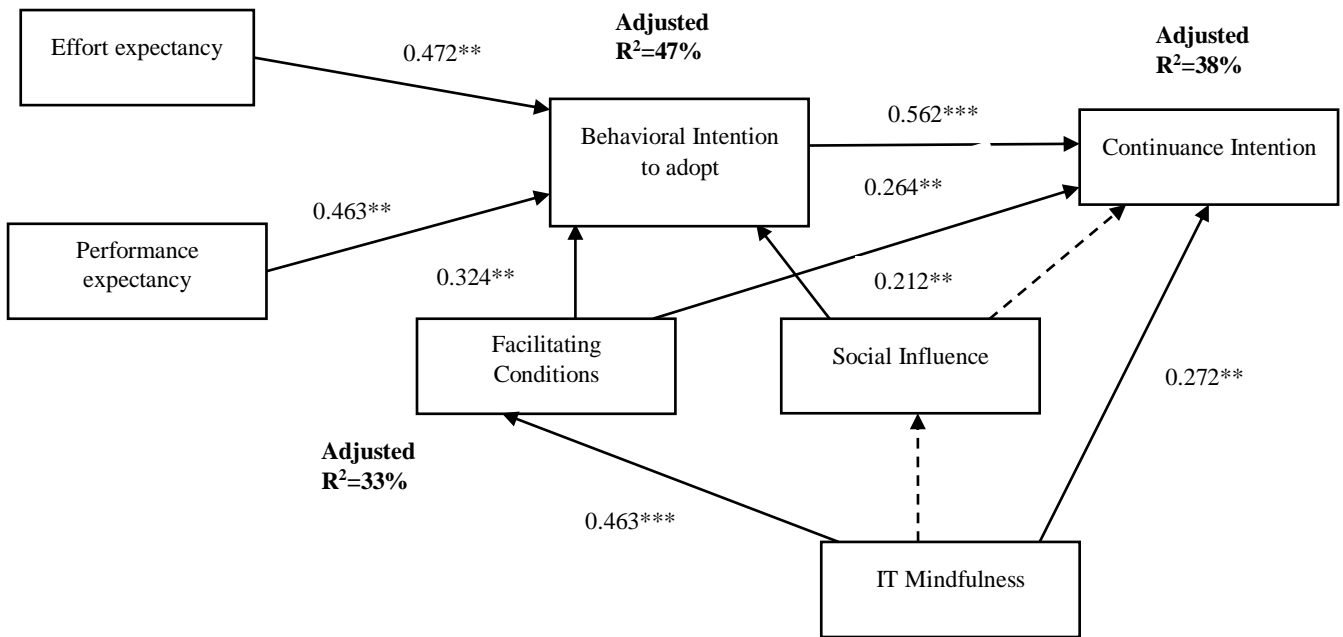 Effort expectancy
0.472**
Adjusted
R²=47%
Adjusted
R²=38%
Behavioral Intention
to adopt
0.562***
Continuance Intention
0.463**
0.264**
Performance
expectancy
0.324**
0.212**
Facilitating
Conditions
Social Influence
0.272**
Adjusted
R²=33%
0.463***
IT Mindfulness